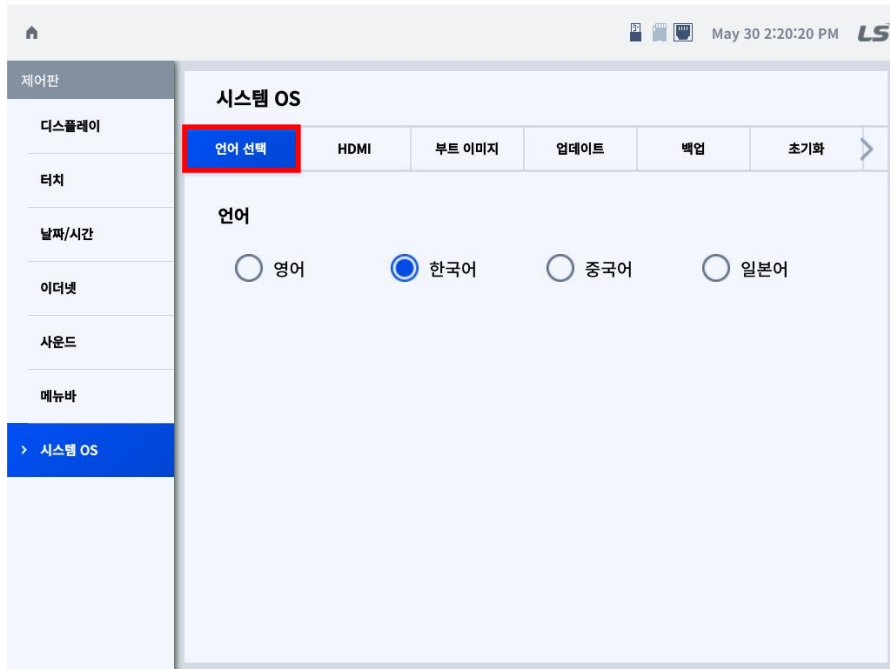 May 30 2:20:20 PM LS
제어판
디스플레이
터치
날짜/시간
이더넷
사운드
메뉴바
> 시스템 OS
시스템 OS
언어 선택 HDMI 부트 이미지 업데이트 백업 초기화 >
언어
영어 한국어 중국어 일본어